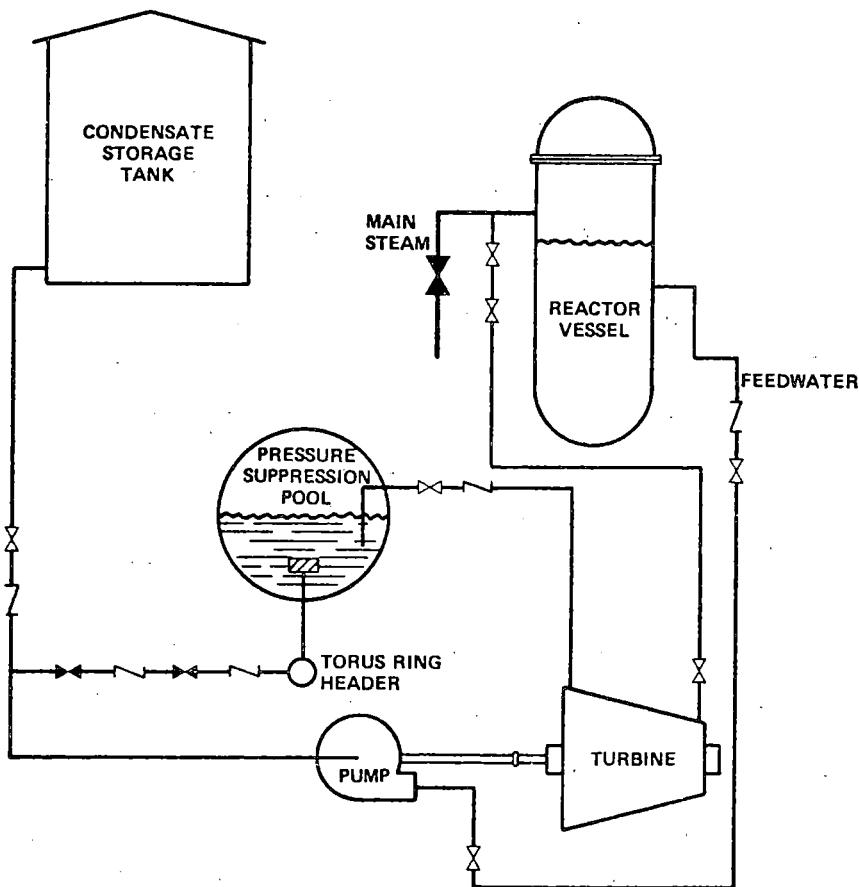 CONDENSATE
STORAGE
TANK
MAIN
STEAM
REACTOR
VESSEL
FEEDWATER
PRESSURE
SUPPRESSION
POOL
TORUS RING
HEADER
PUMP
TURBINE